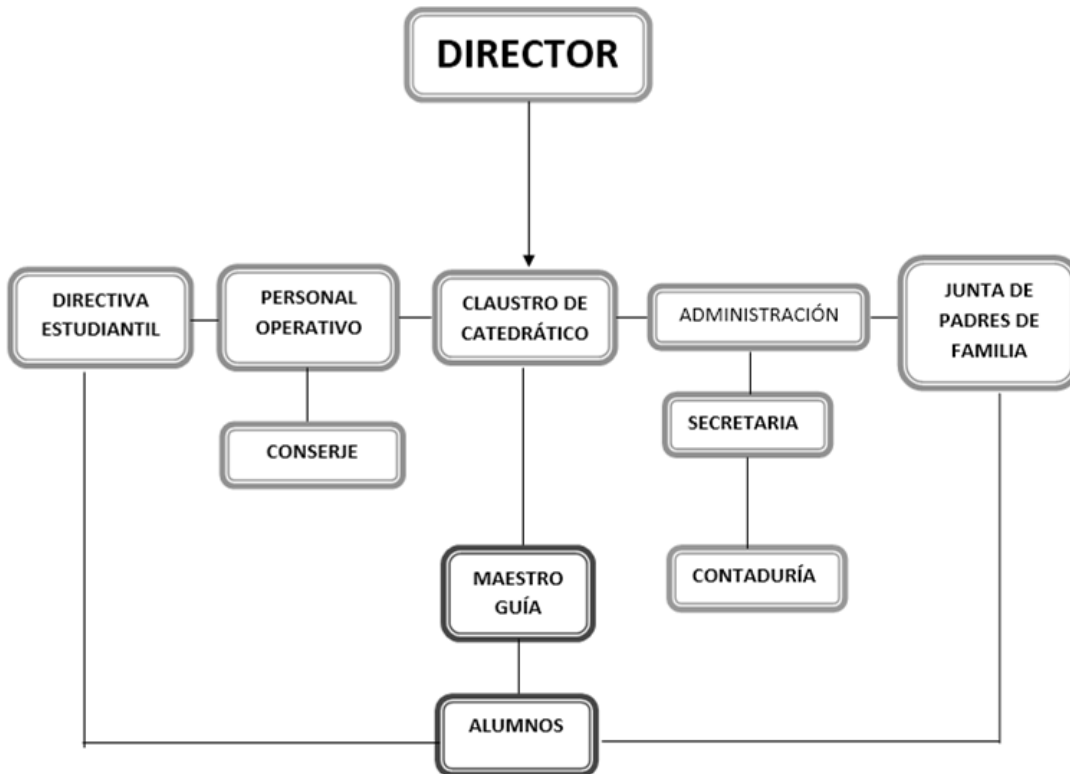 DIRECTOR
DIRECTIVA
ESTUDIANTIL
PERSONAL
OPERATIVO
CLAUSTRO DE
CATEDRÁTICO
ADMINISTRACIÓN
JUNTA DE
PADRES DE
FAMILIA
CONSERJE
SECRETARIA
MAESTRO
GUÍA
CONTADURÍA
ALUMNOS